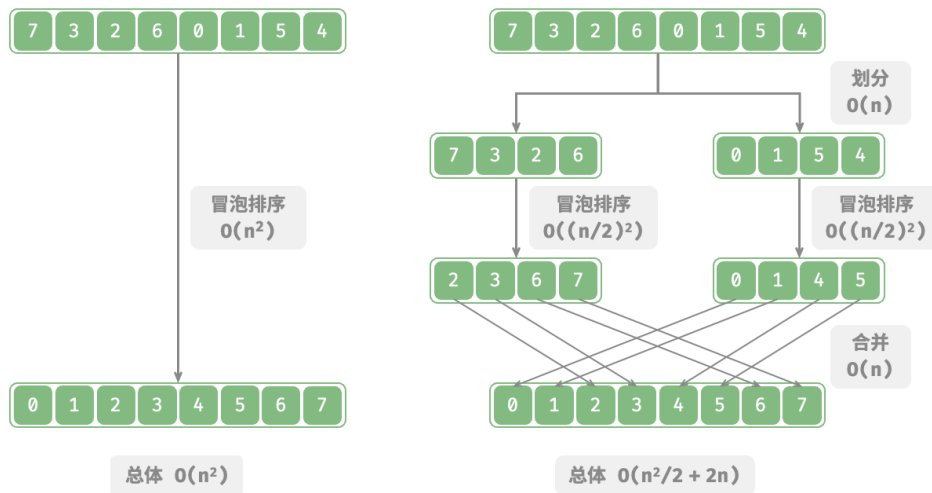 7 3 2 6 0 1 5 4
冒泡排序
O(n²)
0 1 2 3 4 5 6 7
总体 O(n²)
7 3 2 6 0 1 5 4
划分
O(n)
7 3 2 6
0 1 5 4
冒泡排序
O((n/2)²)
冒泡排序
O((n/2)²)
2 3 6 7
0 1 4 5
合并
O(n)
0 1 2 3 4 5 6 7
总体 O(n²/2 + 2n)